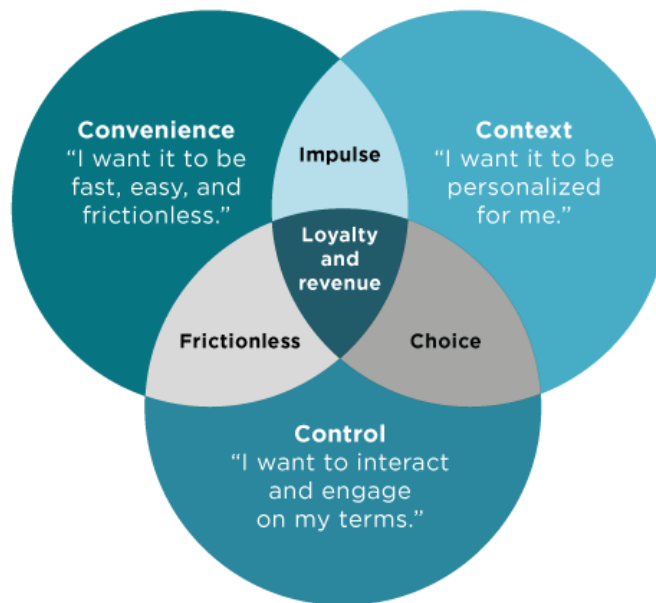 Convenience
“I want it to be
fast, easy, and
frictionless.”
Impulse
Context
“I want it to be
personalized
for me.”
Loyalty
and
revenue
Frictionless
Choice
Control
“I want to interact
and engage
on my terms.”